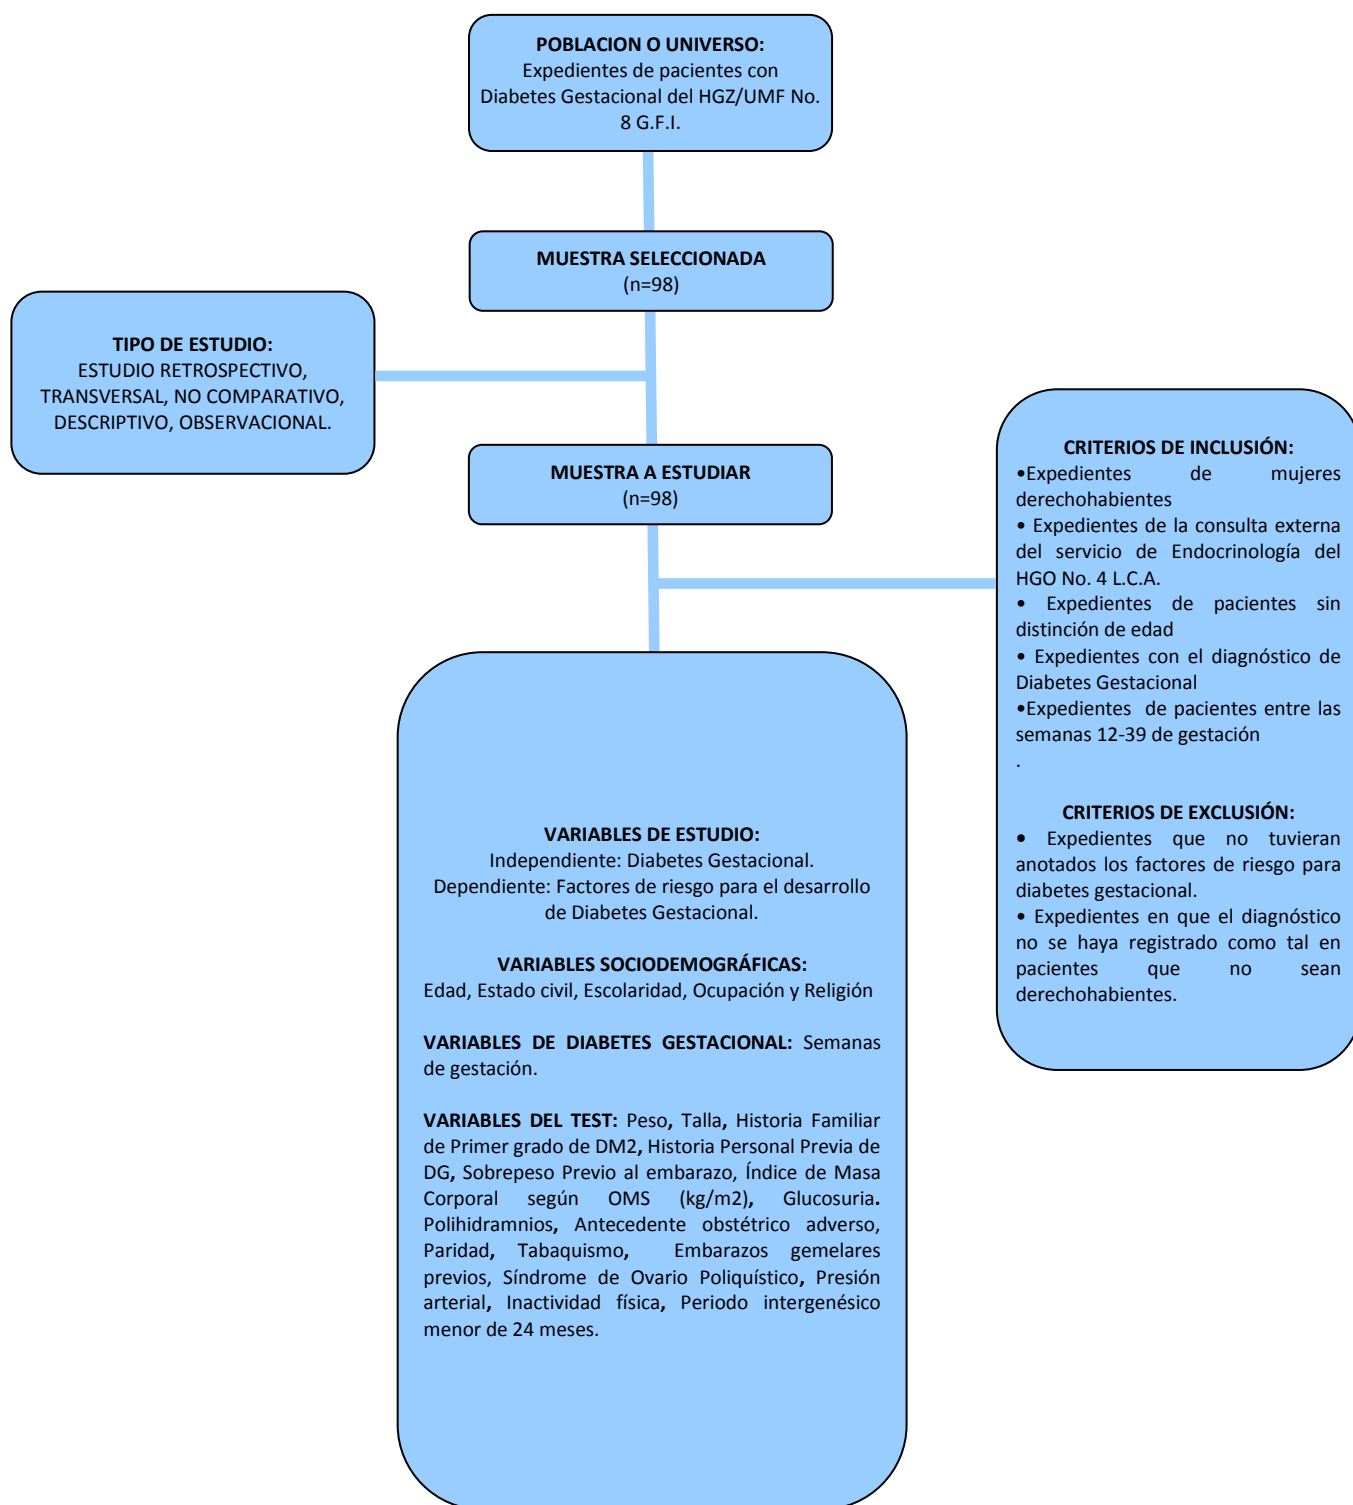 POBLACION O UNIVERSO:
Expedientes de pacientes con
Diabetes Gestacional del HGZ/UMF No.
8 G.F.I.
MUESTRA SELECCIONADA
(n=98)
TIPO DE ESTUDIO:
ESTUDIO RETROSPECTIVO,
TRANSVERSAL, NO COMPARATIVO,
DESCRIPTIVO, OBSERVACIONAL.
MUESTRA A ESTUDIAR
(n=98)
CRITERIOS DE INCLUSIÓN:
•Expedientes de mujeres
derechohabientes
• Expedientes de la consulta externa
del servicio de Endocrinología del
HGO No. 4 L.C.A.
• Expedientes de pacientes sin
distinción de edad
• Expedientes con el diagnóstico de
Diabetes Gestacional
•Expedientes de pacientes entre las
semanas 12-39 de gestación
.
CRITERIOS DE EXCLUSIÓN:
• Expedientes que no tuvieran
anotados los factores de riesgo para
diabetes gestacional.
• Expedientes en que el diagnóstico
no se haya registrado como tal en
pacientes que no sean
derechohabientes.
VARIABLES DE ESTUDIO:
Independiente: Diabetes Gestacional.
Dependiente: Factores de riesgo para el desarrollo
de Diabetes Gestacional.
VARIABLES SOCIODEMOGRÁFICAS:
Edad, Estado civil, Escolaridad, Ocupación y Religión
VARIABLES DE DIABETES GESTACIONAL: Semanas
de gestación.
VARIABLES DEL TEST: Peso, Talla, Historia Familiar
de Primer grado de DM2, Historia Personal Previa de
DG, Sobrepeso Previo al embarazo, Índice de Masa
Corporal según OMS (kg/m2), Glucosuria.
Polihidramnios, Antecedente obstétrico adverso,
Paridad, Tabaquismo, Embarazos gemelares
previos, Síndrome de Ovario Poliquístico, Presión
arterial, Inactividad física, Periodo intergenésico
menor de 24 meses.